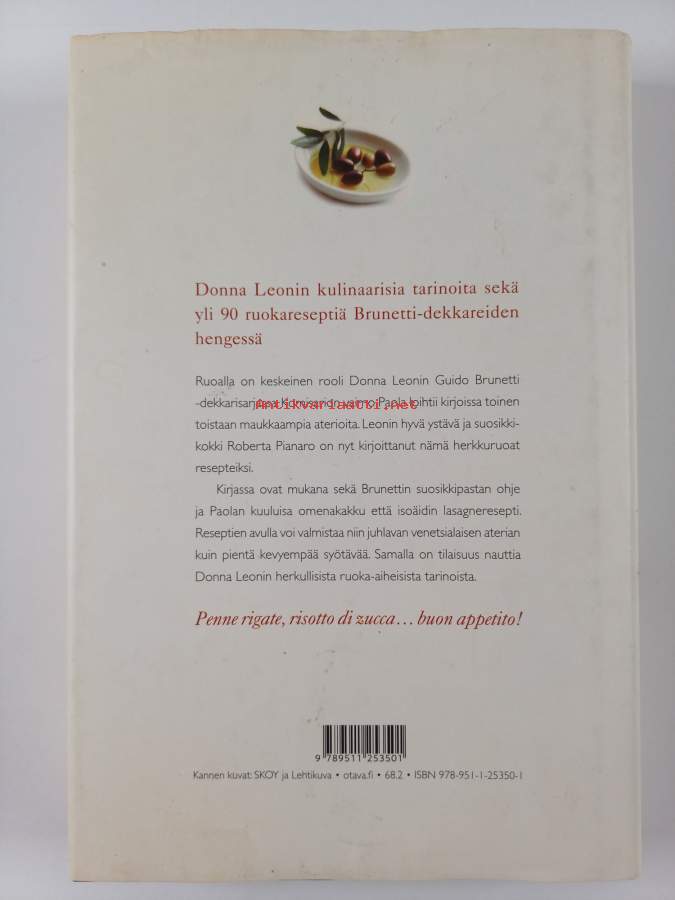 Donna Leonin kulinaarisia tarinoita sekä
yli 90 ruokareseptiä Brunetti-dekkareiden
hengessä
Ruoalla on keskeinen rooli Donna Leonin Guido Brunetti
-dekkarisarjassa. Komisarion vaimo Paola loihtii kirjoissa toinen
Antikvariaatti.net
toistaan maukkaampia aterioita. Leonin hyvä ystävä ja suosikki-
kokki Roberta Pianaro on nyt kirjoittanut nämä herkkuruoat
resepteiksi.
Kirjassa ovat mukana sekä Brunettin suosikkipastan ohje
ja Paolan kuuluisa omenakakku että isoäidin lasagneresepti.
Reseptien avulla voi valmistaa niin juhlavan venetsialaisen aterian
kuin pientä kevyempää syötävää. Samalla on tilaisuus nauttia
Donna Leonin herkullisista ruoka-aiheisista tarinoista.
Penne rigate, risotto di zucca... buon appetito!
9 789511 253501
Kannen kuvat: SKOY ja Lehtikuva • otava.fi • 68.2 • ISBN 978-951-1-25350-1